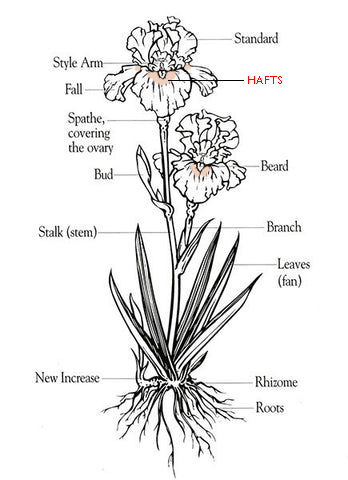 Standard
Style Arm
HAFTS
Fall
Spathe,
covering
the ovary
Beard
Bud
Branch
Stalk (stem)
Leaves
(fan)
New Increase
Rhizome
Roots